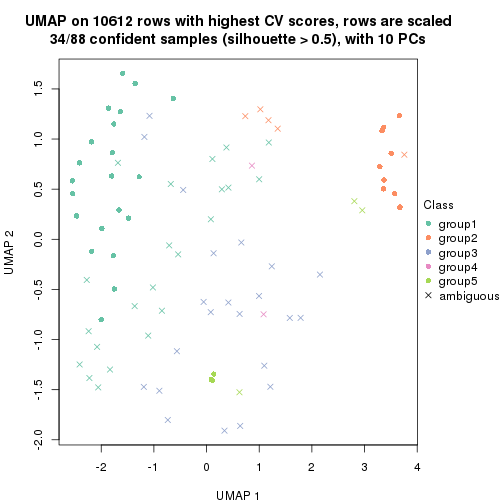 UMAP on 10612 rows with highest CV scores, rows are scaled
34/88 confident samples (silhouette > 0.5), with 10 PCs
1.5
1.0
0.5
0.0
-0.5
-1.0
-1.5
-2.0
UMAP 2
-2
-1
0
1
2
3
4
UMAP 1
Class
group1
group2
group3
group4
group5
ambiguous